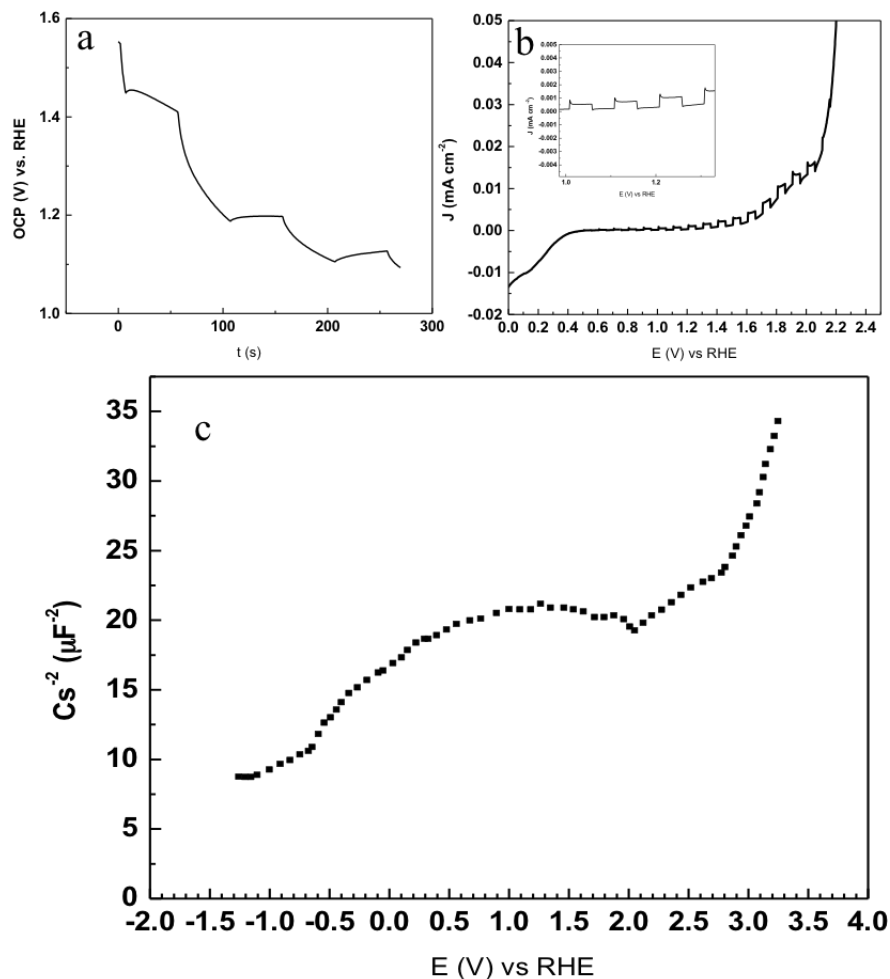 a
1.6
1.4
1.2
1.0
0
100
200
300
OCP (V) vs. RHE
t (s)
b
0.05
0.04
0.03
0.02
0.01
0.00
-0.01
-0.02
0.0 0.2 0.4 0.6 0.8 1.0 1.2 1.4 1.6 1.8 2.0 2.2 2.4
J (mA cm⁻²)
E (V) vs RHE
0.005
0.004
0.003
0.002
0.001
0.000
-0.001
-0.002
-0.003
-0.004
1.0
1.2
J (mA cm⁻²)
E (V) vs RHE
c
35
30
25
20
15
10
5
0
-2.0 -1.5 -1.0 -0.5 0.0 0.5 1.0 1.5 2.0 2.5 3.0 3.5 4.0
Cs⁻² (µF⁻²)
E (V) vs RHE